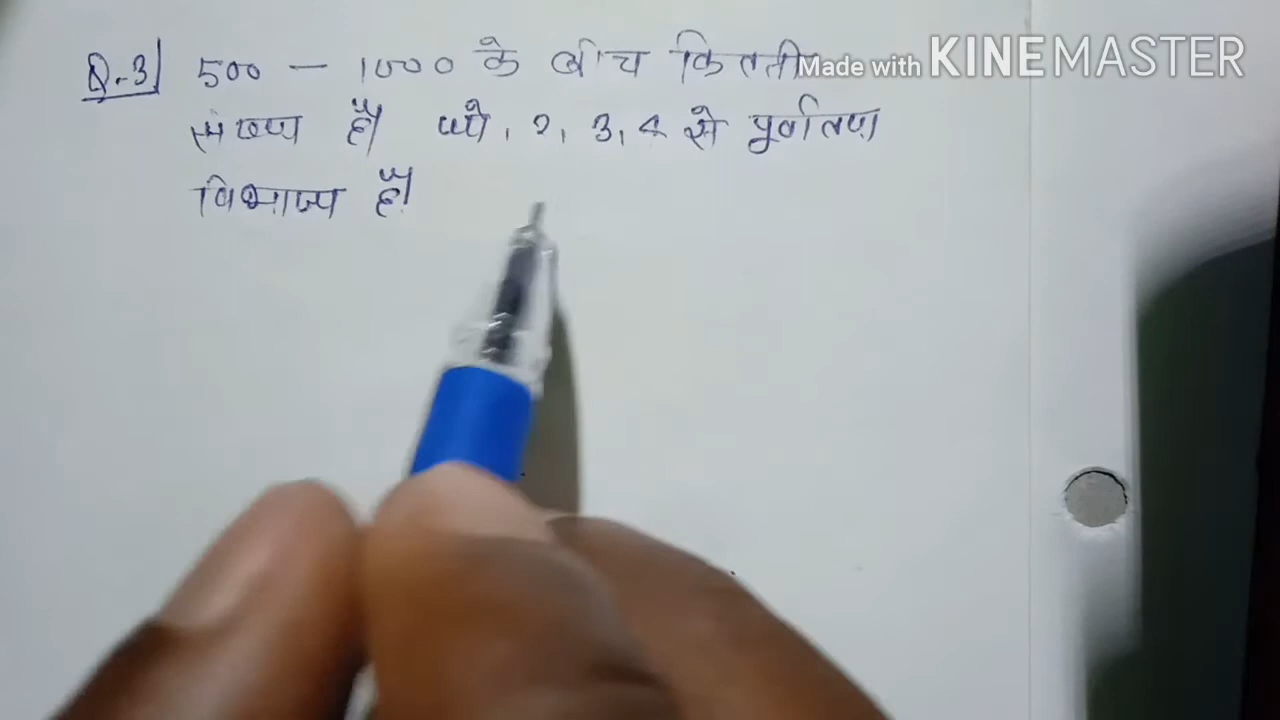 Q.3 500 – 1000 के बीच कितनी
Made with KINEMASTER
संख्या है। जो, 2, 3, 4 से पूर्णतया
विभाज्य है।